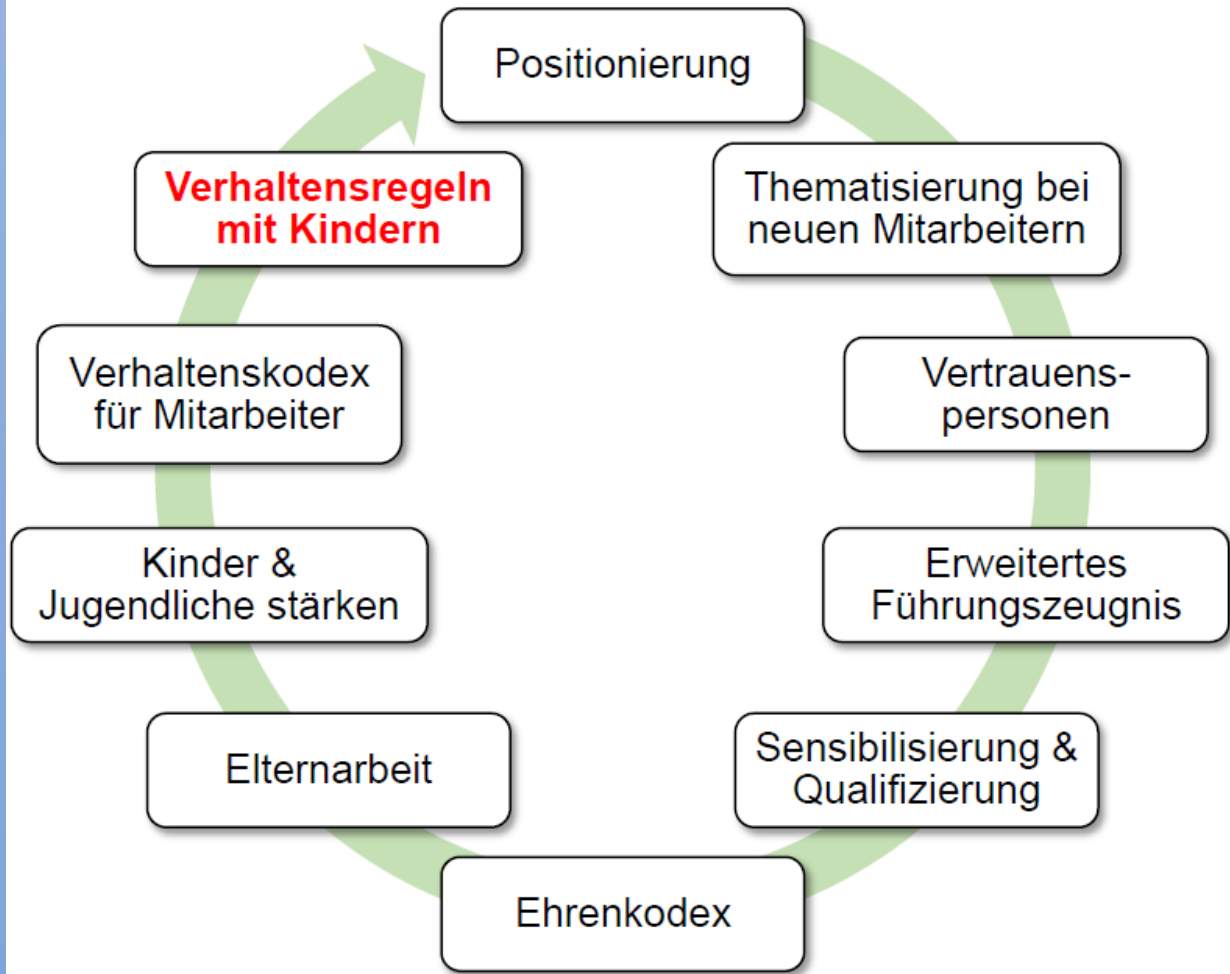 Positionierung
Thematisierung bei
neuen Mitarbeitern
Vertrauens-
personen
Erweitertes
Führungszeugnis
Sensibilisierung &
Qualifizierung
Ehrenkodex
Elternarbeit
Kinder &
Jugendliche stärken
Verhaltenskodex
für Mitarbeiter
Verhaltensregeln
mit Kindern